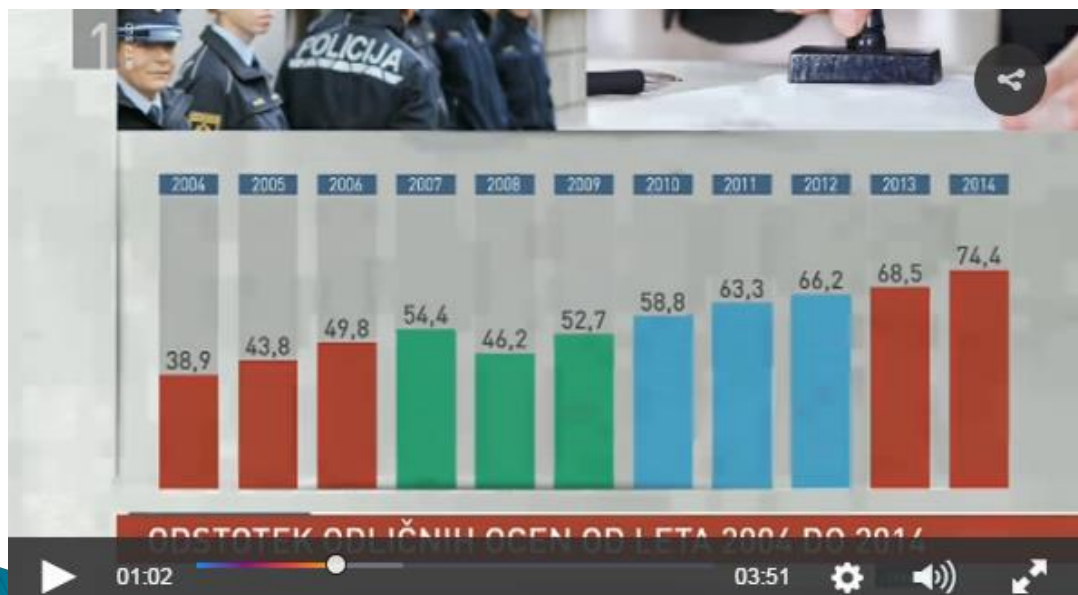 1
POLICIJA
2004 2005 2006 2007 2008 2009 2010 2011 2012 2013 2014
38,9 43,8 49,8 54,4 46,2 52,7 58,8 63,3 66,2 68,5 74,4
ODSTOTEK ODLIČNIH OCEN OD LETA 2004 DO 2014
01:02 03:51